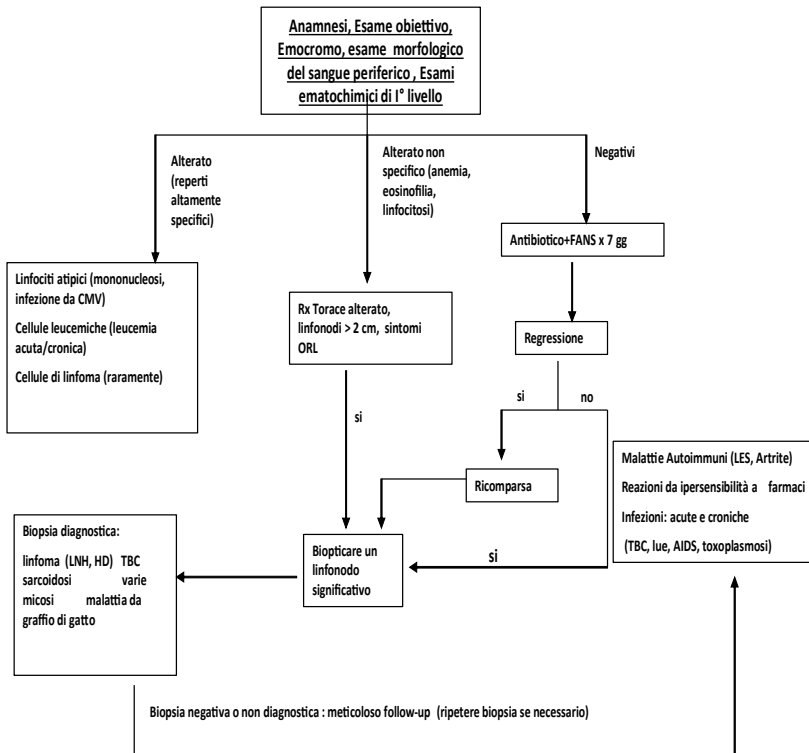 Anamnesi, Esame obiettivo,
Emocromo, esame morfologico
del sangue periferico , Esami
ematochimici di I° livello
Alterato
(reperti
altamente
specifici)
Alterato non
specifico (anemia,
eosinofilia,
linfocitosi)
Negativi
Antibiotico+FANS x 7 gg
Linfociti atipici (mononucleosi,
infezione da CMV)
Cellule leucemiche (leucemia
acuta/cronica)
Cellule di linfoma (raramente)
Rx Torace alterato,
linfonodi > 2 cm, sintomi
ORL
Regressione
si
si no
Ricomparsa
Malattie Autoimmuni (LES, Artrite)
Reazioni da ipersensibilità a farmaci
Infezioni: acute e croniche
(TBC, lue, AIDS, toxoplasmosi)
Biopsia diagnostica:
linfoma (LNH, HD) TBC
sarcoidosi varie
micosi malattia da
graffio di gatto
Biopticare un
linfonodo
significativo
si
Biopsia negativa o non diagnostica : meticoloso follow-up (ripetere biopsia se necessario)